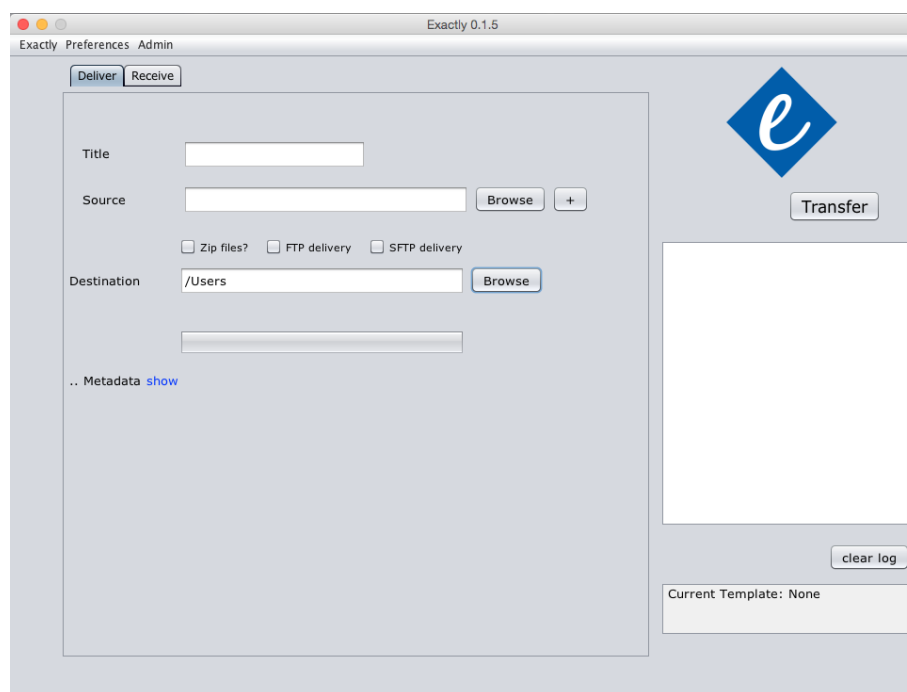 Exactly 0.1.5
Exactly Preferences Admin
Deliver Receive
Title
Source Browse +
Transfer
Zip files? FTP delivery SFTP delivery
Destination /Users Browse
.. Metadata show
clear log
Current Template: None